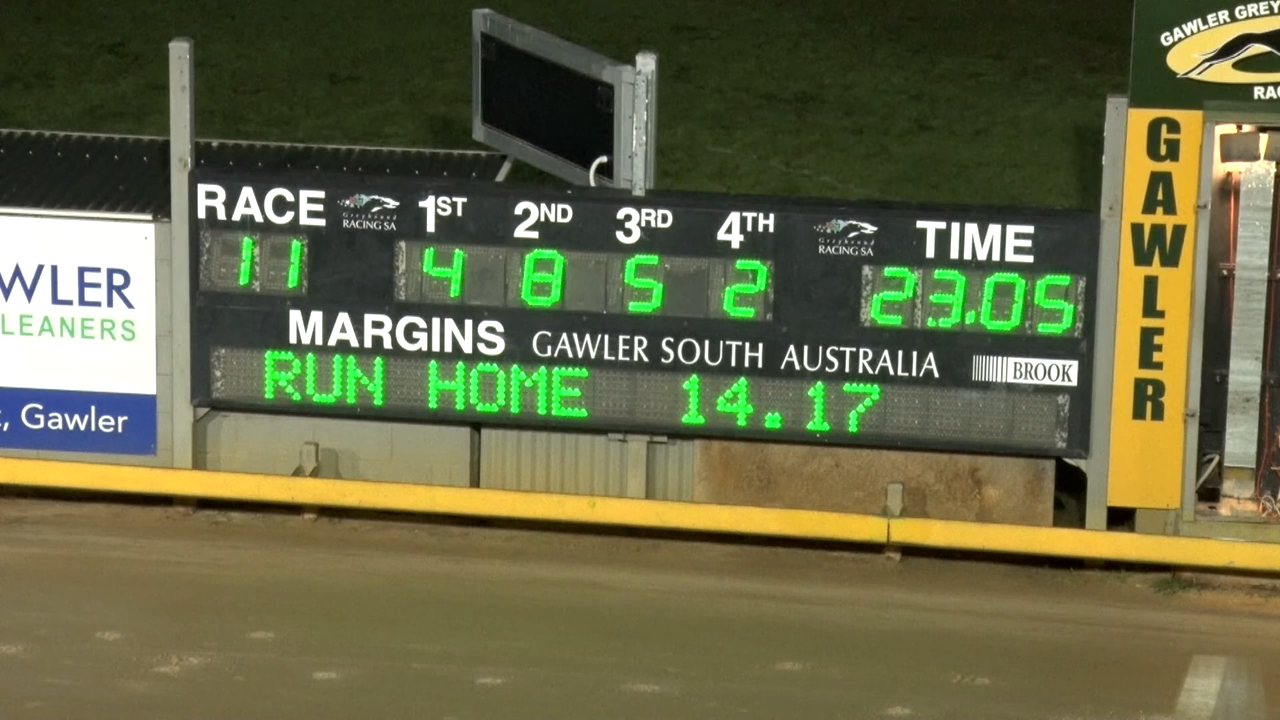 GAWLER GREY
RAC
GAWLER
RACE 1ST 2ND 3RD 4TH TIME
Greyhound RACING SA
Greyhound RACING SA
11 4 8 5 2 23.05
MARGINS GAWLER SOUTH AUSTRALIA BROOK
RUN HOME 14.17
WLER
LEANERS
, Gawler